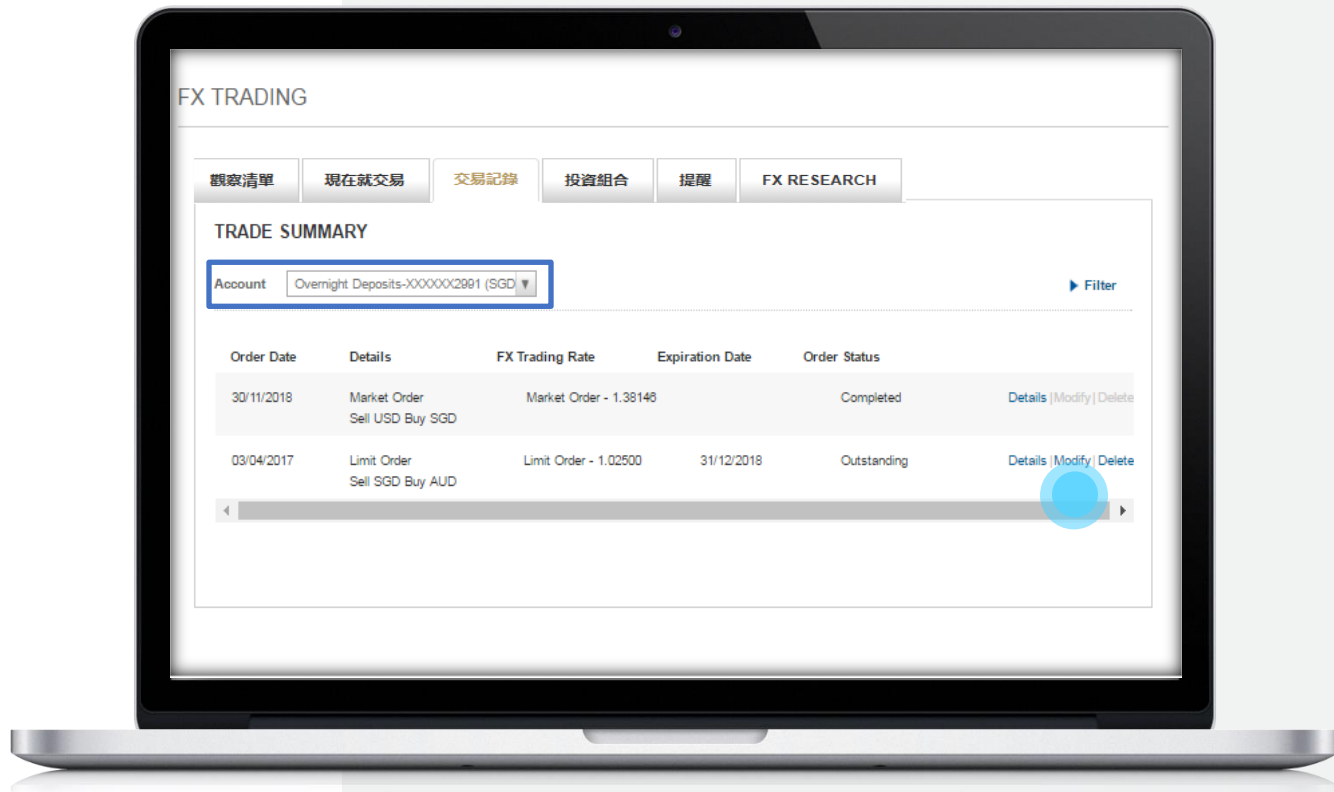 FX TRADING
觀察清單 現在就交易 交易記錄 投資組合 提醒 FX RESEARCH
TRADE SUMMARY
Account Overnight Deposits-XXXXXX2991 (SGD
Filter
Order Date Details FX Trading Rate Expiration Date Order Status
30/11/2018 Market Order Market Order - 1.38146 Completed Details | Modify | Delete
Sell USD Buy SGD
03/04/2017 Limit Order Limit Order - 1.02500 31/12/2018 Outstanding Details | Modify | Delete
Sell SGD Buy AUD